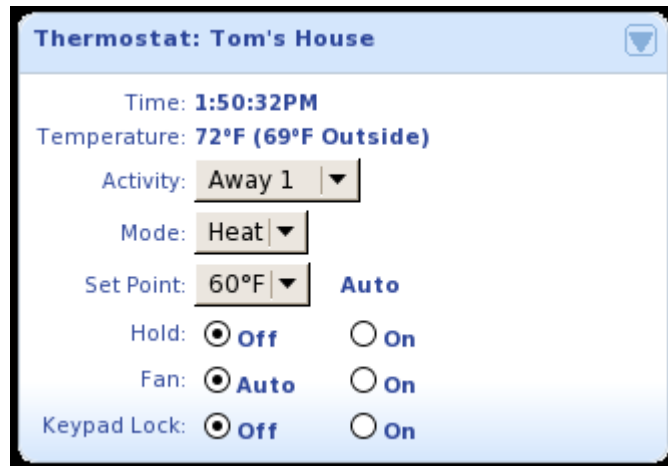 Thermostat: Tom's House
Time: 1:50:32PM
Temperature: 72°F (69°F Outside)
Activity: Away 1
Mode: Heat
Set Point: 60°F Auto
Hold: Off On
Fan: Auto On
Keypad Lock: Off On